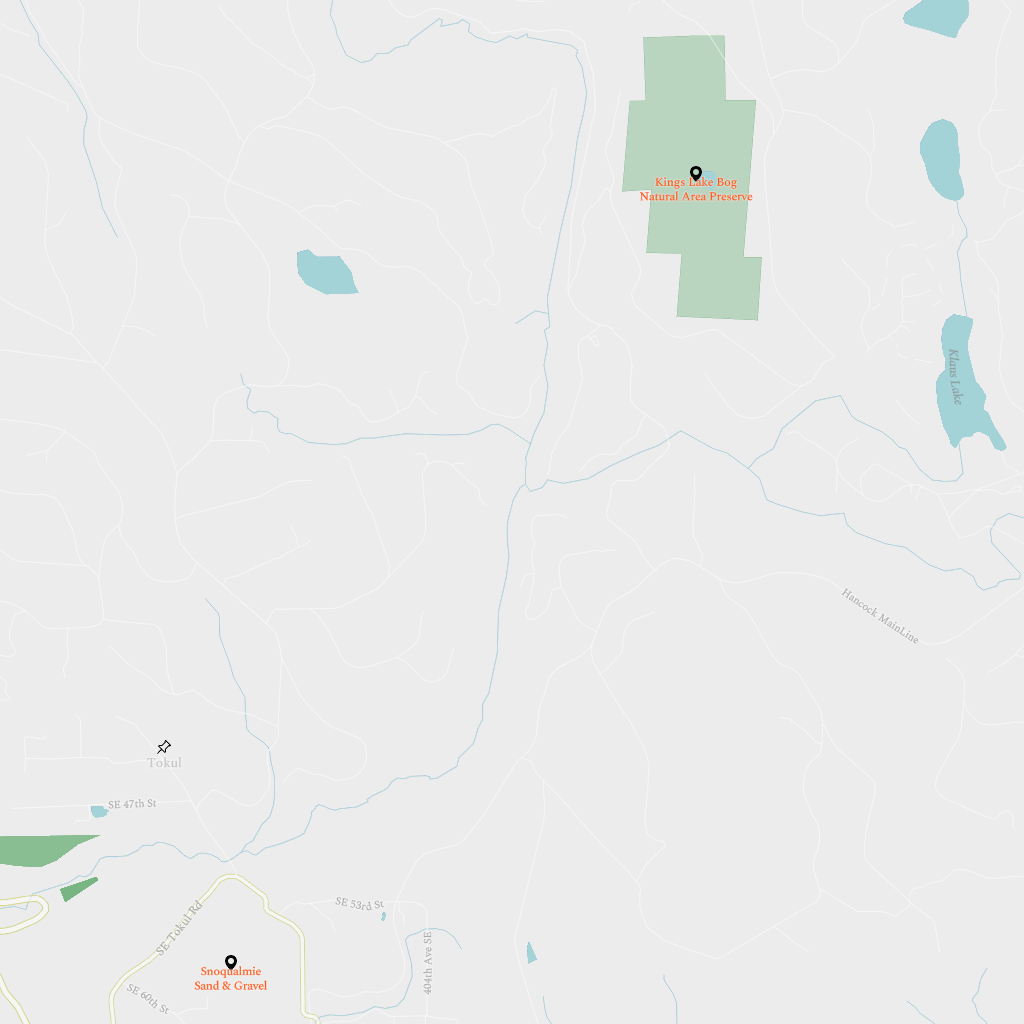 Kings Lake Bog
Natural Area Preserve
Klaus Lake
Hancock MainLine
Tokul
SE 47th St
SE 53rd St
SE Tokul Rd
404th Ave SE
Snoqualmie
Sand & Gravel
SE 60th St